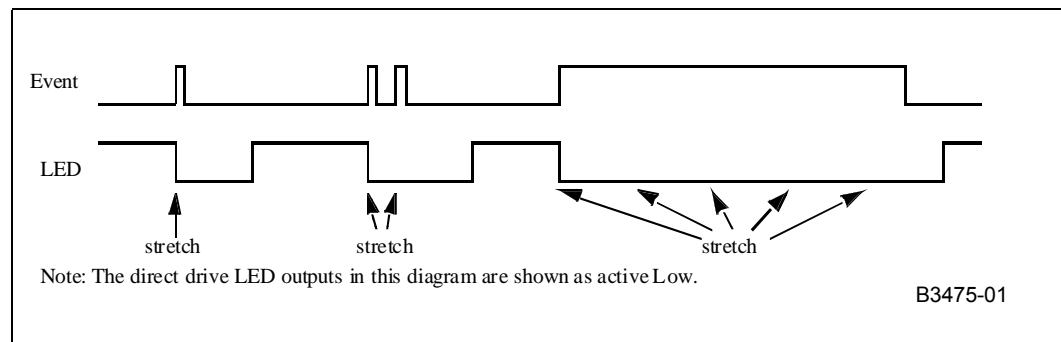 Event
LED
stretch stretch stretch
Note: The direct drive LED outputs in this diagram are shown as active Low.
B3475-01